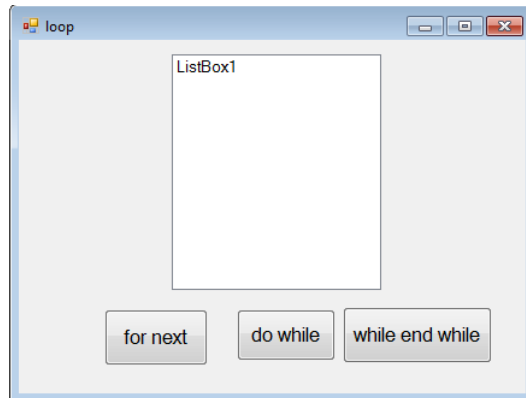 loop
ListBox1
for next
do while
while end while